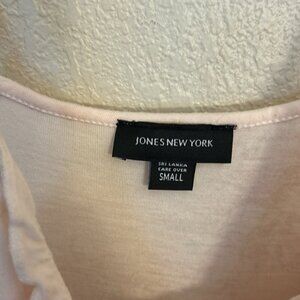 JONES NEW YORK
SRI LANKA
CARE OVER
SMALL